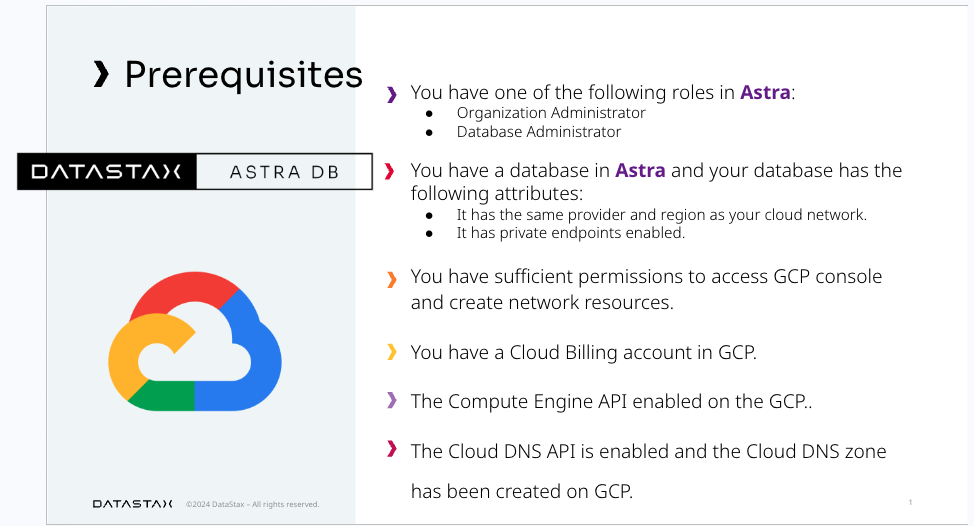 ❯ Prerequisites
DATASTAX ASTRA DB
❯ You have one of the following roles in Astra:
● Organization Administrator
● Database Administrator
❯ You have a database in Astra and your database has the
following attributes:
● It has the same provider and region as your cloud network.
● It has private endpoints enabled.
❯ You have sufficient permissions to access GCP console
and create network resources.
❯ You have a Cloud Billing account in GCP.
❯ The Compute Engine API enabled on the GCP..
❯ The Cloud DNS API is enabled and the Cloud DNS zone
has been created on GCP.
DATASTAX ©2024 DataStax – All rights reserved.
1